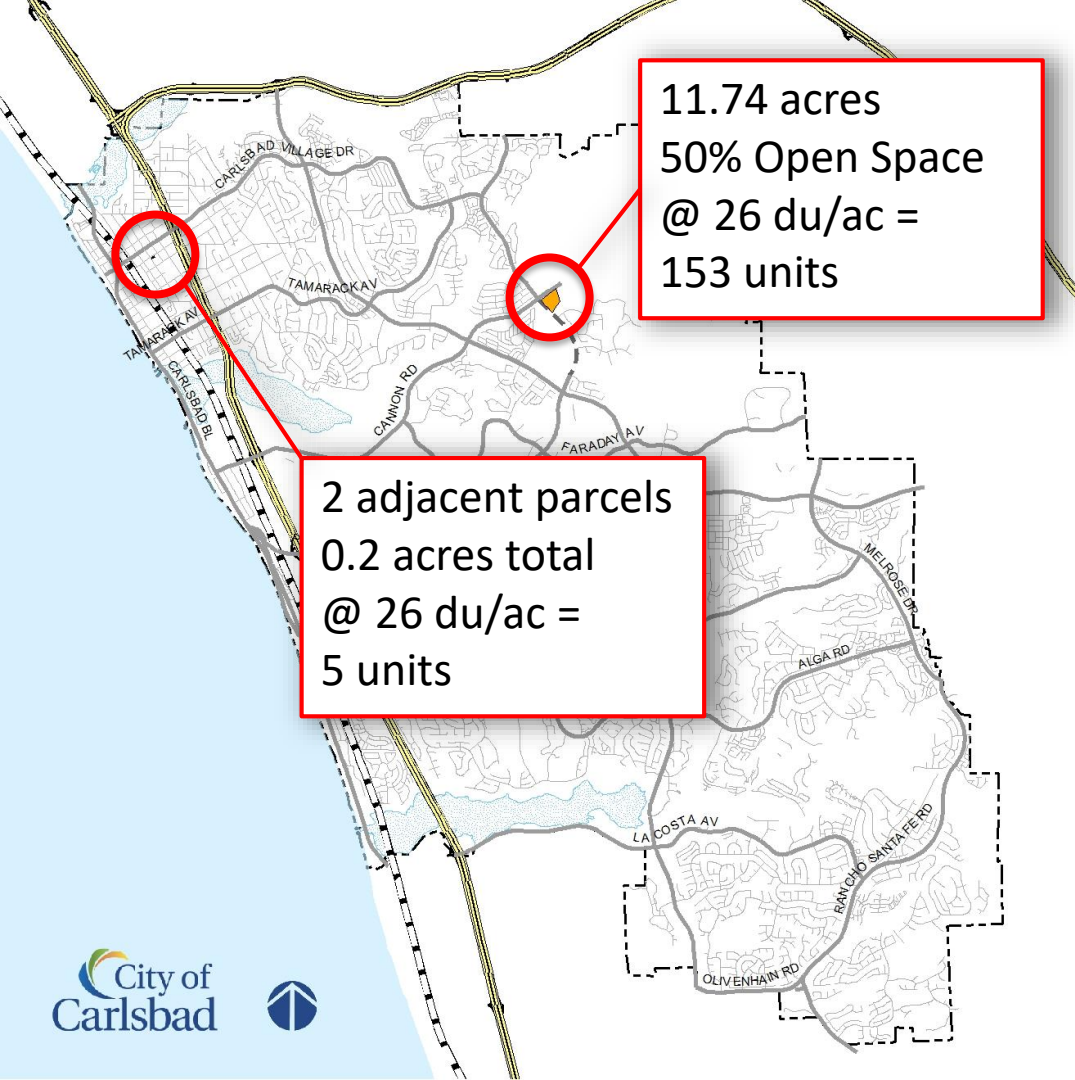 11.74 acres
50% Open Space
@ 26 du/ac =
153 units
CARLSBAD VILLAGE DR
TAMARACK AV
TAMARACK AV
CARLSBAD BL
CANNON RD
FARADAY AV
2 adjacent parcels
0.2 acres total
@ 26 du/ac =
5 units
MELROSE DR
ALGA RD
LA COSTA AV
RANCHO SANTA FE RD
OLIVENHAIN RD
City of
Carlsbad